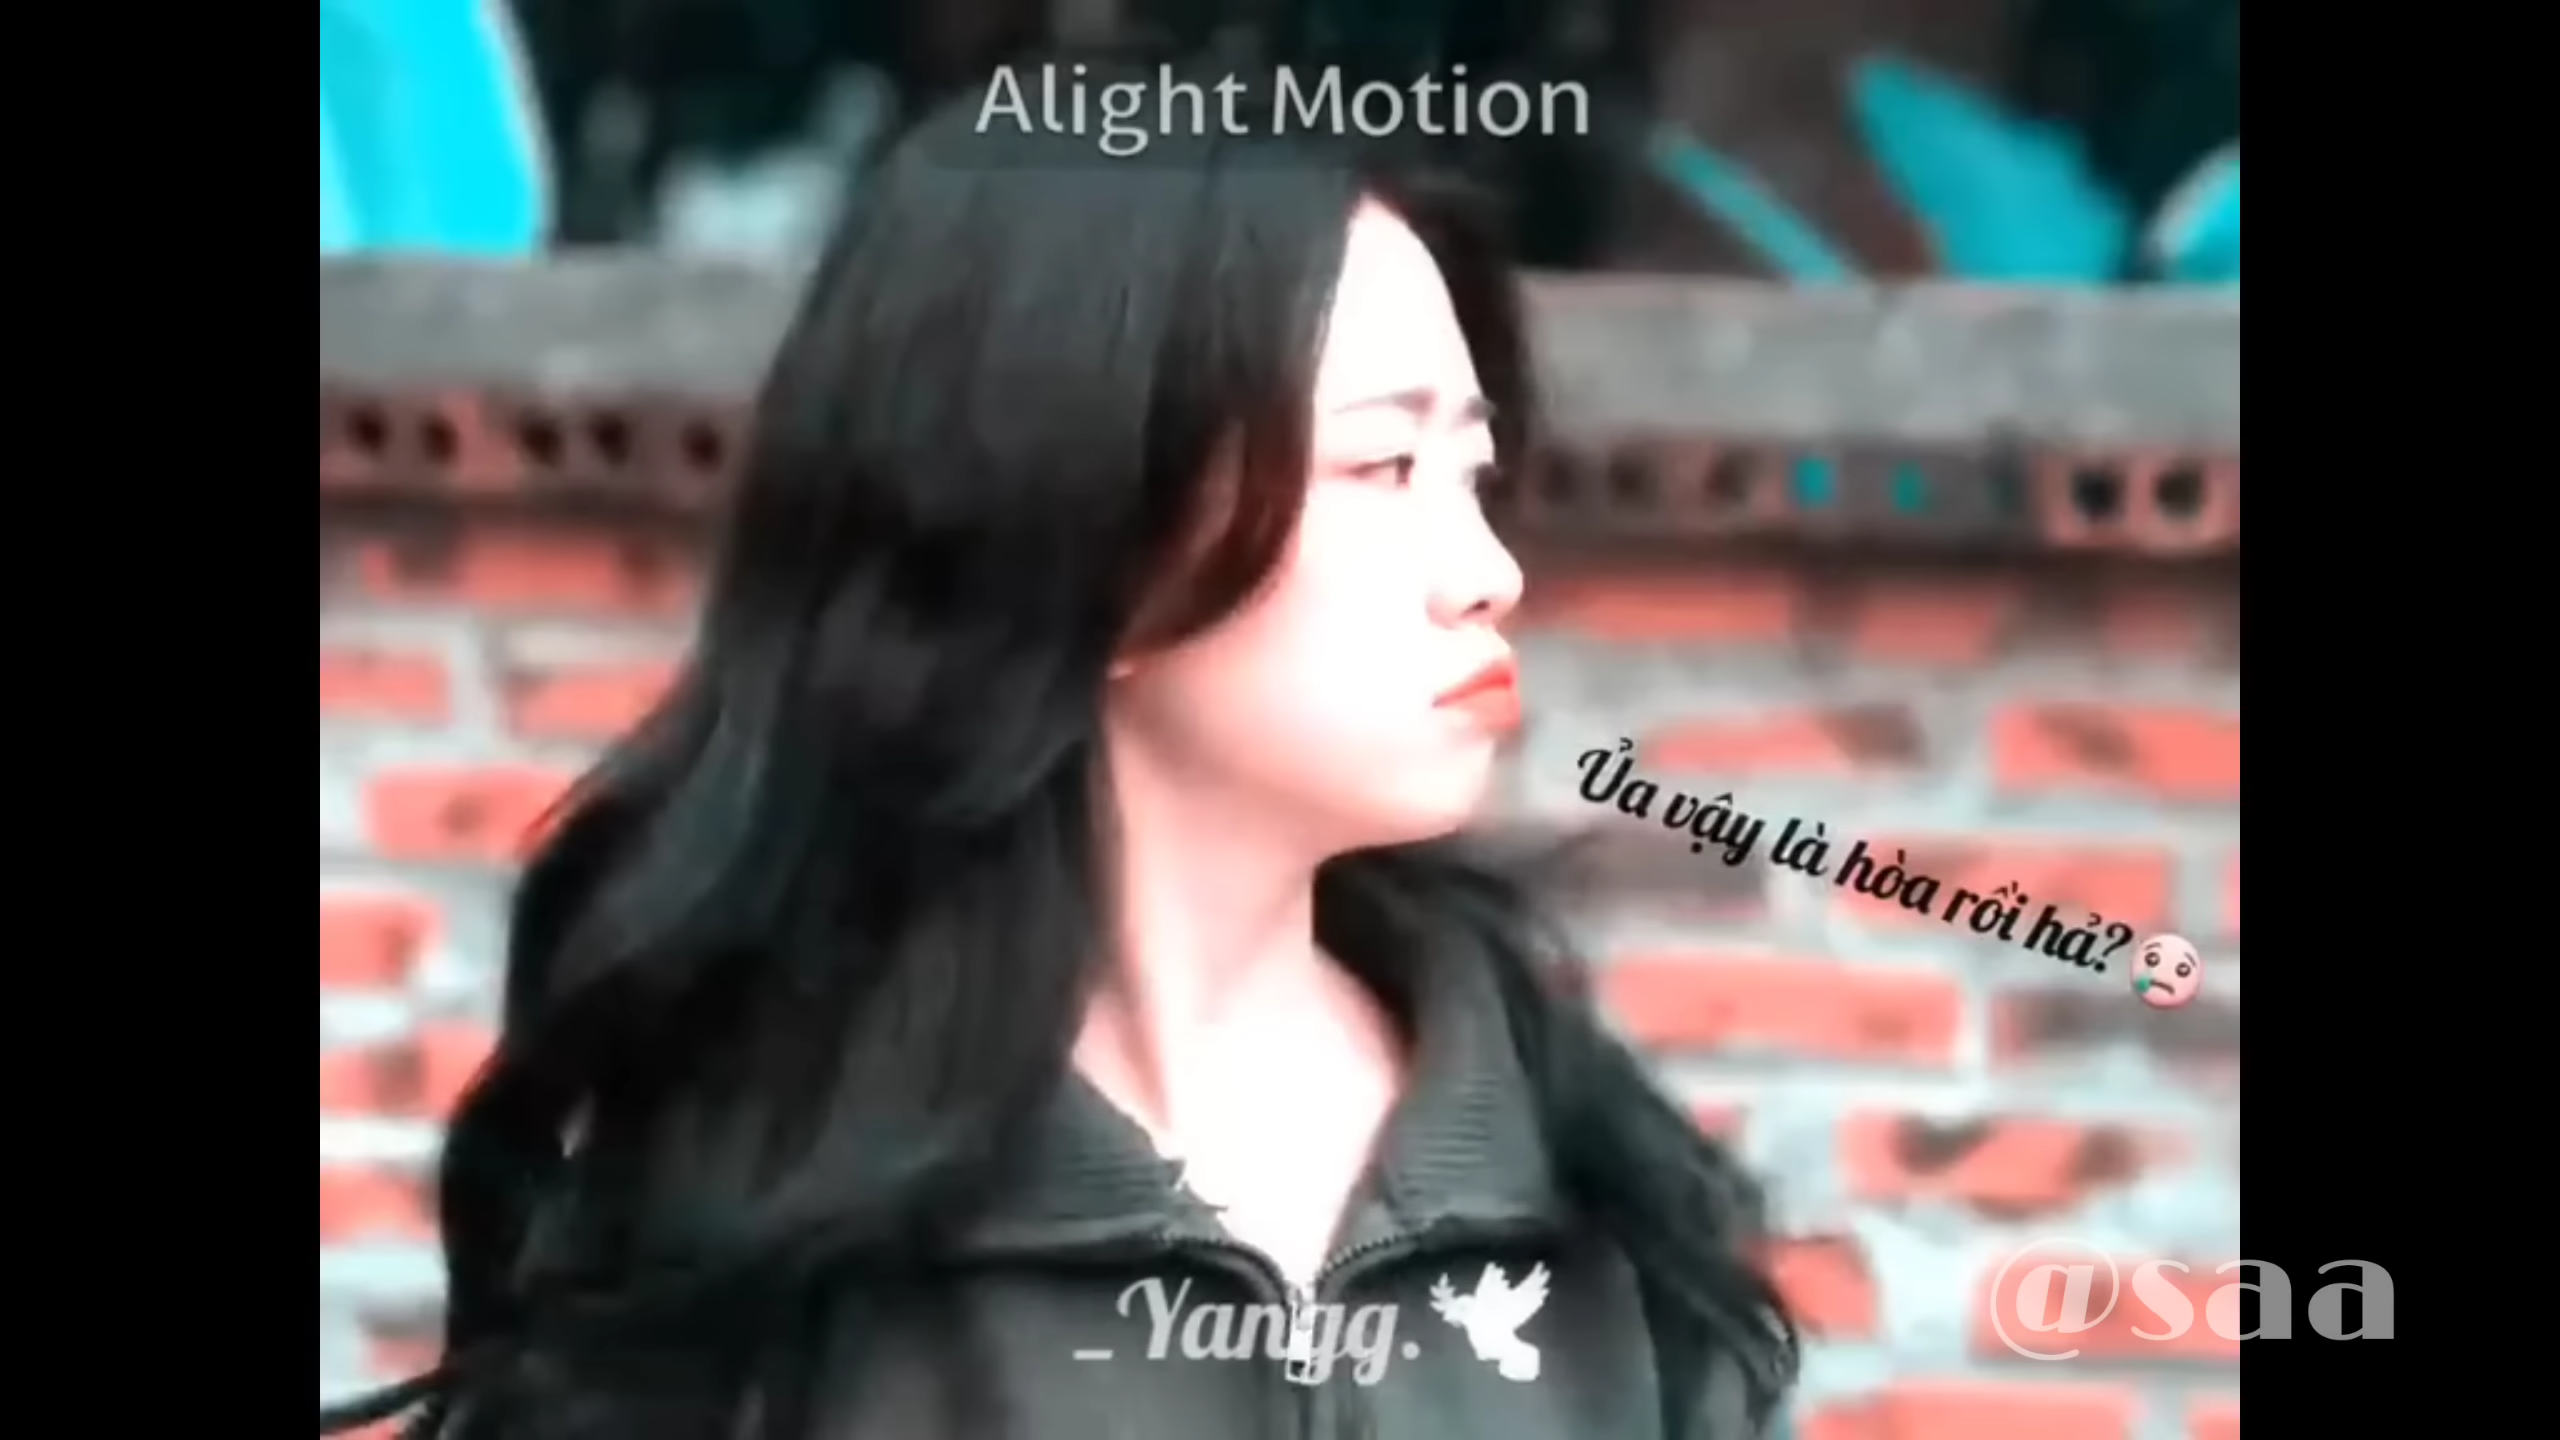 Alight Motion
Ủa vậy là hòa rồi hả?😢
_Yangg.🕊
@saa